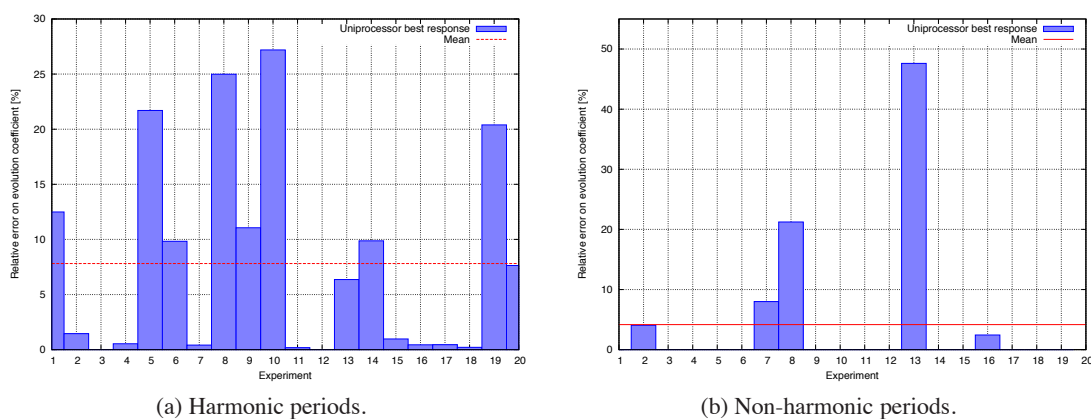 Uniprocessor best response
Mean
30
25
20
15
10
5
0
Relative error on evolution coefficient [%]
1 2 3 4 5 6 7 8 9 10 11 12 13 14 15 16 17 18 19 20
Experiment
(a) Harmonic periods.
Uniprocessor best response
Mean
50
40
30
20
10
0
Relative error on evolution coefficient [%]
1 2 3 4 5 6 7 8 9 10 11 12 13 14 15 16 17 18 19 20
Experiment
(b) Non-harmonic periods.